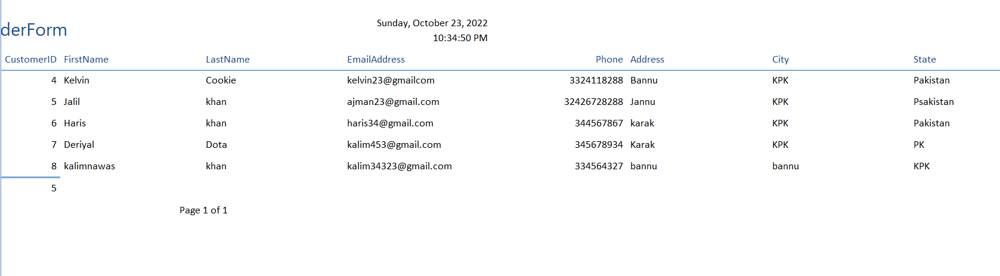 derForm
Sunday, October 23, 2022
10:34:50 PM
CustomerID FirstName LastName EmailAddress Phone Address City State
4 Kelvin Cookie kelvin23@gmailcom 3324118288 Bannu KPK Pakistan
5 Jalil khan ajman23@gmail.com 32426728288 Jannu KPK Psakistan
6 Haris khan haris34@gmail.com 344567867 karak KPK Pakistan
7 Deriyal Dota kalim453@gmail.com 345678934 Karak KPK PK
8 kalimnawas khan kalim34323@gmail.com 334564327 bannu bannu KPK
5
Page 1 of 1